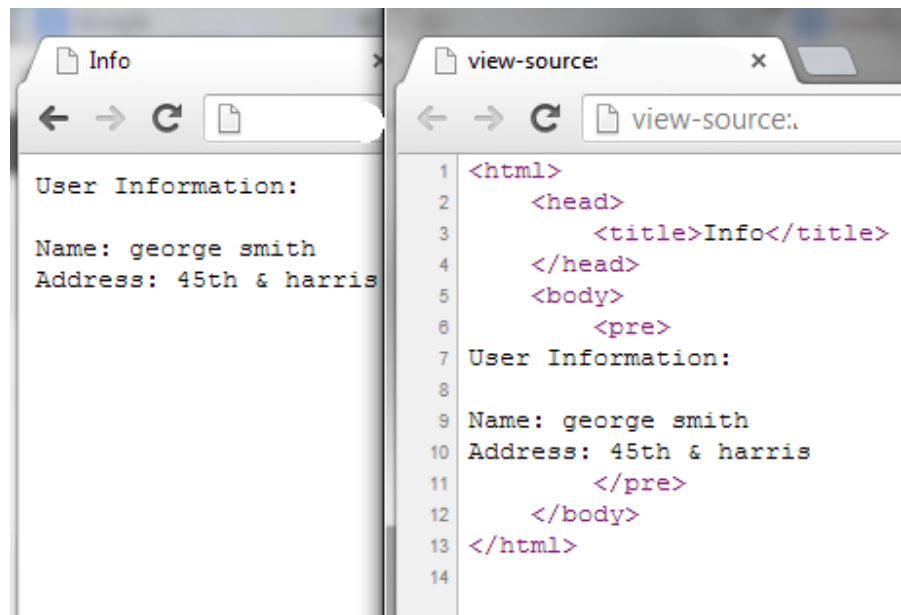 Info
User Information:
Name: george smith
Address: 45th & harris
view-source:
view-source:
1 <html>
2 <head>
3 <title>Info</title>
4 </head>
5 <body>
6 <pre>
7 User Information:
8
9 Name: george smith
10 Address: 45th & harris
11 </pre>
12 </body>
13 </html>
14